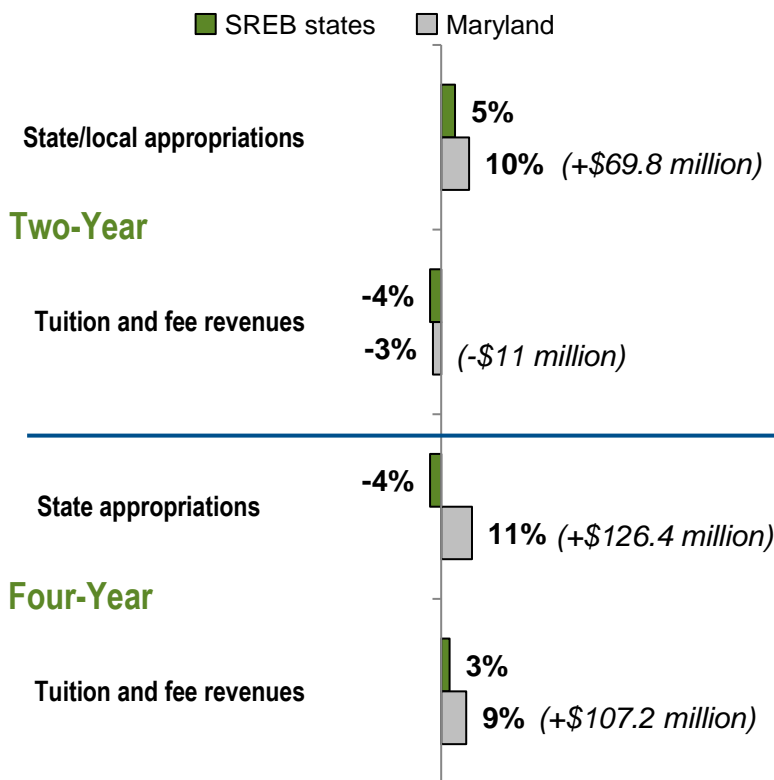 SREB states Maryland
State/local appropriations
5%
10% (+$69.8 million)
Two-Year
Tuition and fee revenues
-4%
-3% (-$11 million)
State appropriations
-4%
11% (+$126.4 million)
Four-Year
Tuition and fee revenues
3%
9% (+$107.2 million)